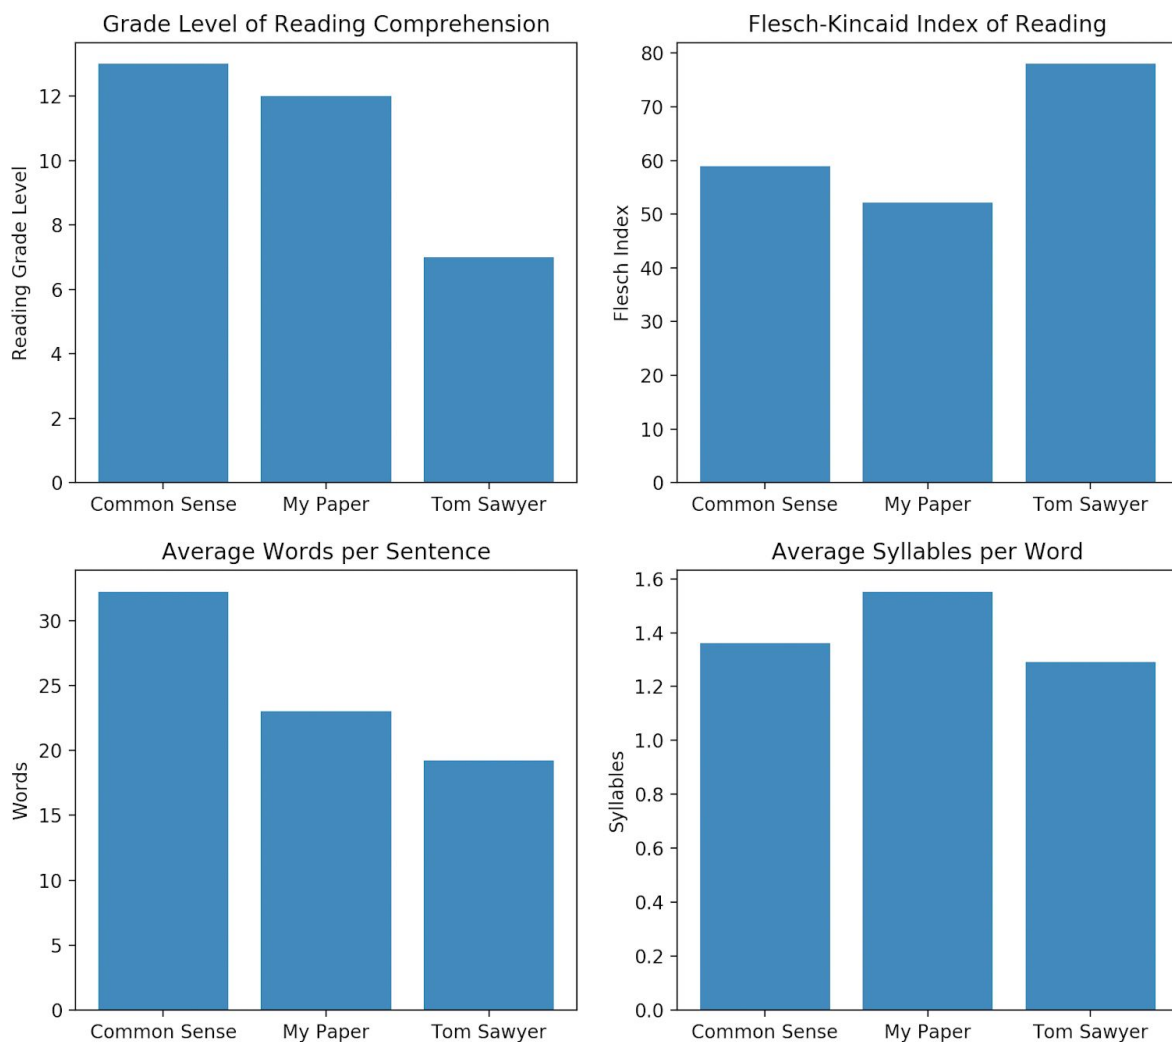 Grade Level of Reading Comprehension
Reading Grade Level
12
10
8
6
4
2
0
Common Sense My Paper Tom Sawyer
Flesch-Kincaid Index of Reading
Flesch Index
80
70
60
50
40
30
20
10
0
Common Sense My Paper Tom Sawyer
Average Words per Sentence
Words
30
25
20
15
10
5
0
Common Sense My Paper Tom Sawyer
Average Syllables per Word
Syllables
1.6
1.4
1.2
1.0
0.8
0.6
0.4
0.2
0.0
Common Sense My Paper Tom Sawyer